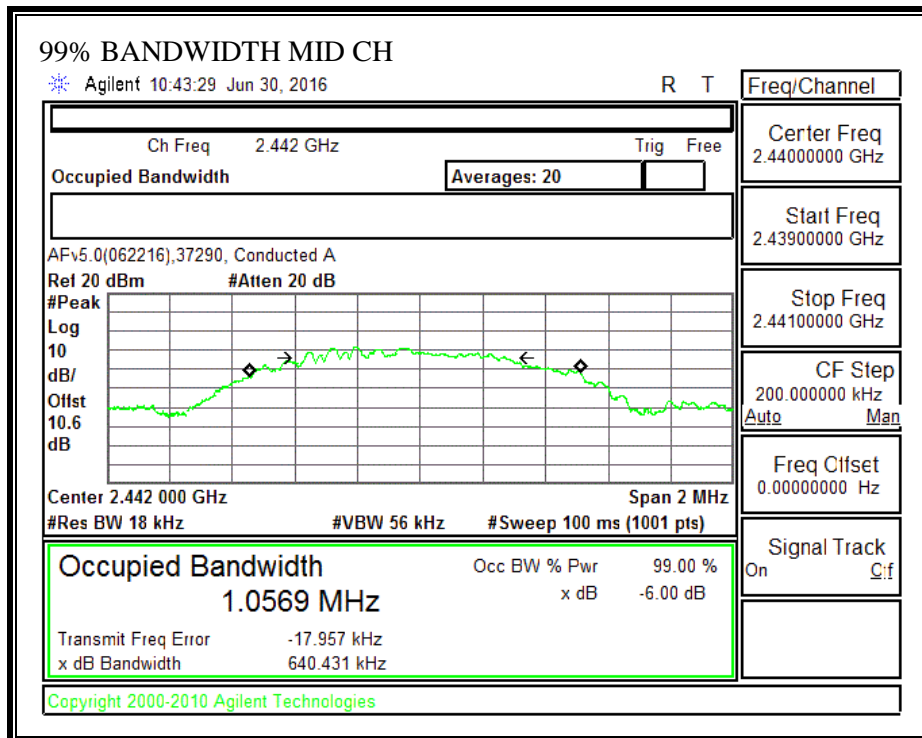 99% BANDWIDTH MID CH
Agilent 10:43:29 Jun 30, 2016 R T
Freq/Channel
Ch Freq 2.442 GHz Trig Free
Occupied Bandwidth Averages: 20
AFv5.0(062216),37290, Conducted A
Ref 20 dBm #Atten 20 dB
#Peak
Log
10
dB/
Offst
10.6
dB
Center 2.442 000 GHz Span 2 MHz
#Res BW 18 kHz #VBW 56 kHz #Sweep 100 ms (1001 pts)
Occupied Bandwidth Occ BW % Pwr 99.00 %
1.0569 MHz x dB -6.00 dB
Transmit Freq Error -17.957 kHz
x dB Bandwidth 640.431 kHz
Copyright 2000-2010 Agilent Technologies
Center Freq
2.44000000 GHz
Start Freq
2.43900000 GHz
Stop Freq
2.44100000 GHz
CF Step
200.000000 kHz
Auto Man
Freq Offset
0.00000000 Hz
Signal Track
On Off